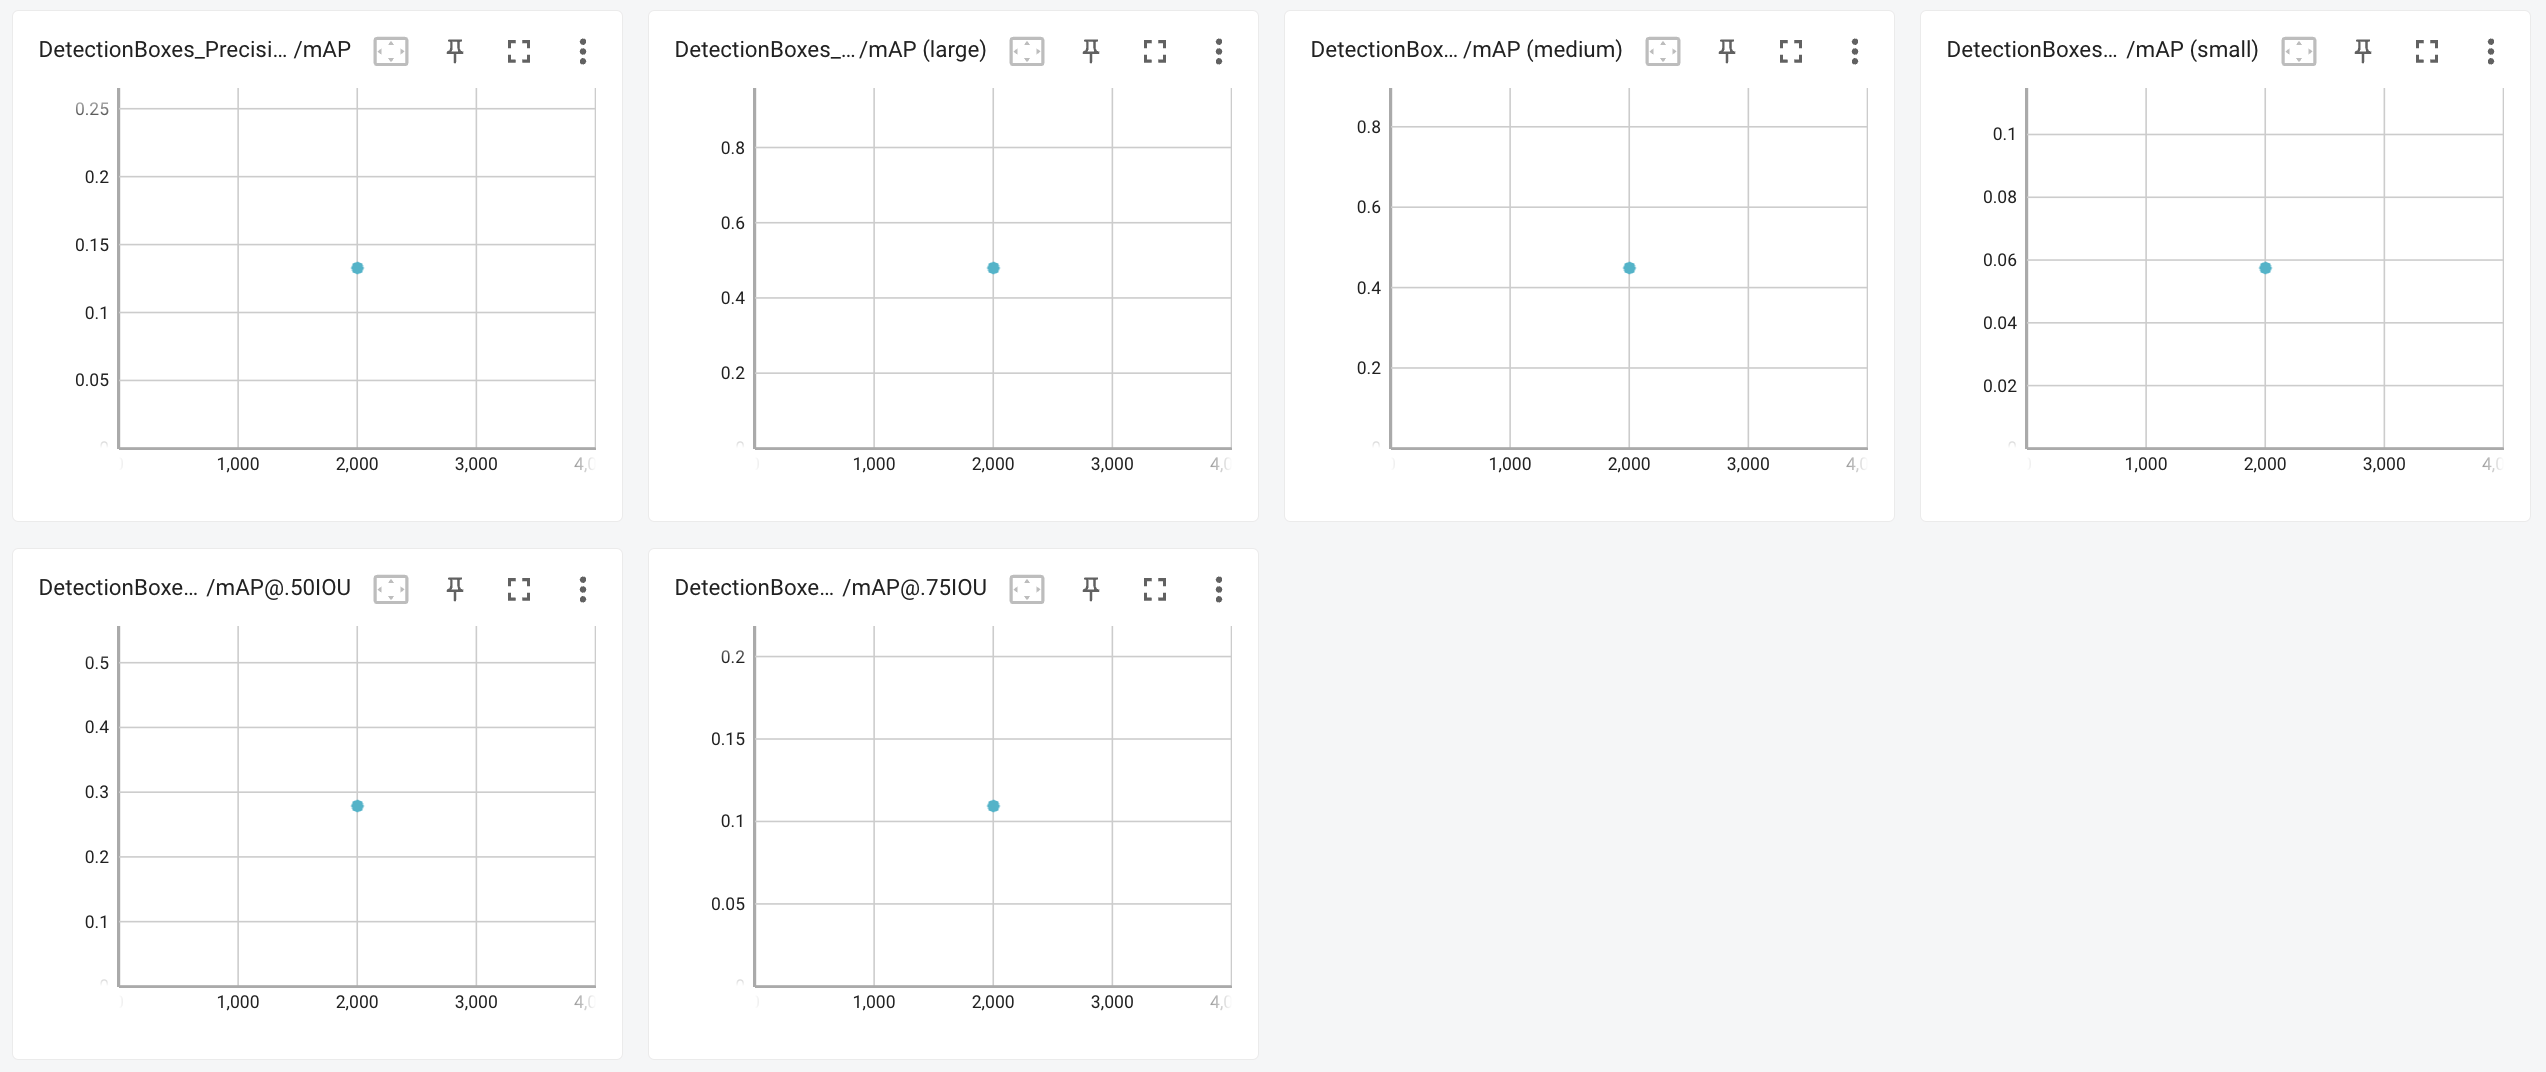 DetectionBoxes_Precisi... /mAP
0.25
0.2
0.15
0.1
0.05
1,000 2,000 3,000
DetectionBoxes_... /mAP (large)
0.8
0.6
0.4
0.2
1,000 2,000 3,000
DetectionBox... /mAP (medium)
0.8
0.6
0.4
0.2
1,000 2,000 3,000
DetectionBoxes... /mAP (small)
0.1
0.08
0.06
0.04
0.02
1,000 2,000 3,000
DetectionBoxe... /mAP@.50IOU
0.5
0.4
0.3
0.2
0.1
1,000 2,000 3,000
DetectionBoxe... /mAP@.75IOU
0.2
0.15
0.1
0.05
1,000 2,000 3,000